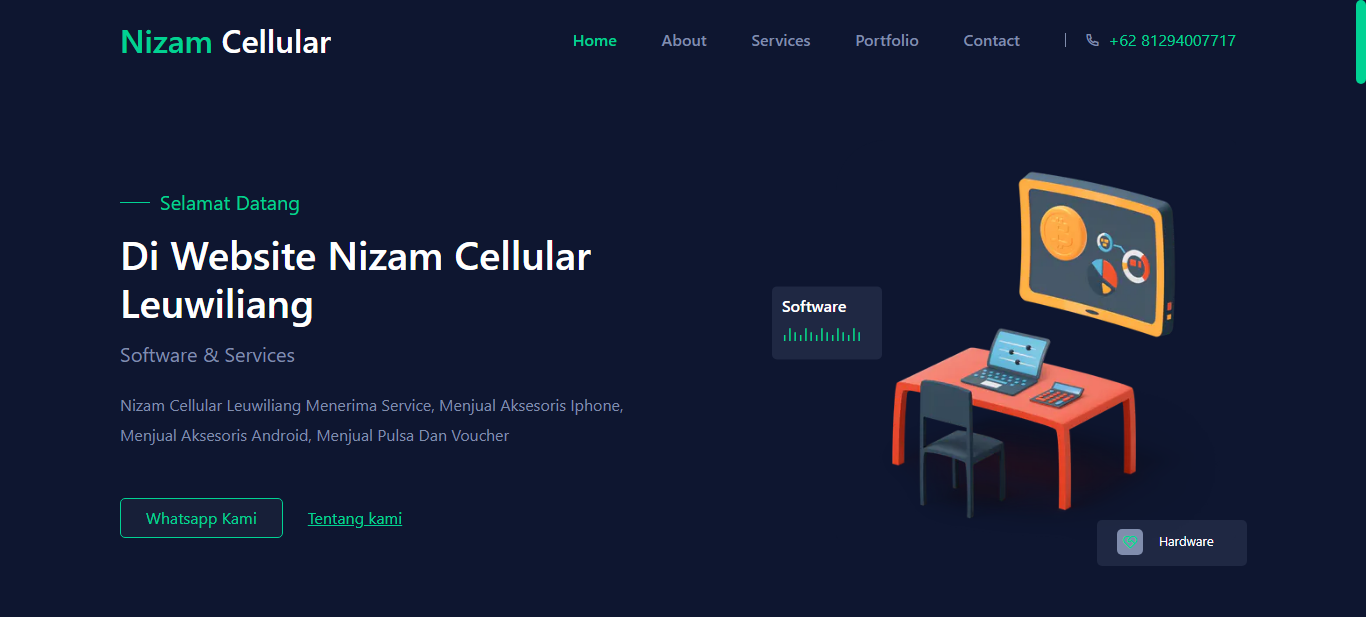 Nizam Cellular
Home About Services Portfolio Contact | +62 81294007717
Selamat Datang
Di Website Nizam Cellular
Leuwiliang
Software & Services
Nizam Cellular Leuwiliang Menerima Service, Menjual Aksesoris Iphone,
Menjual Aksesoris Android, Menjual Pulsa Dan Voucher
Whatsapp Kami Tentang kami
Software
Hardware